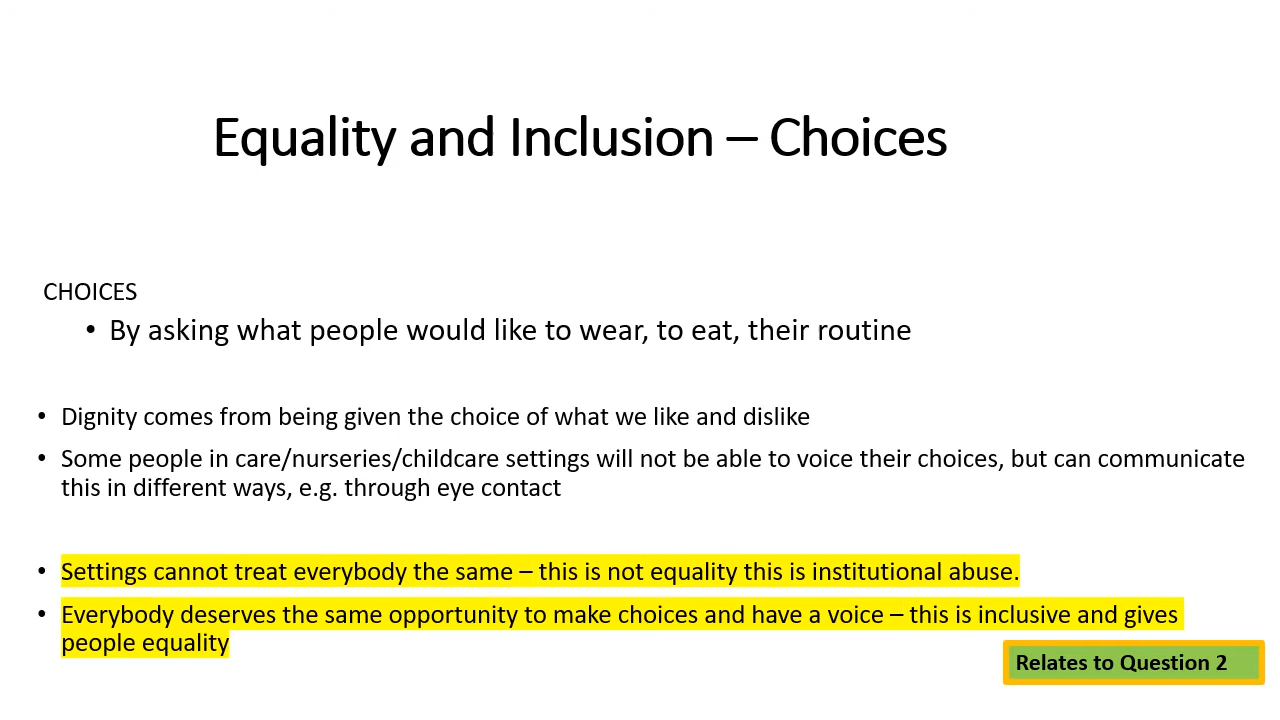 Equality and Inclusion – Choices
CHOICES
• By asking what people would like to wear, to eat, their routine
• Dignity comes from being given the choice of what we like and dislike
• Some people in care/nurseries/childcare settings will not be able to voice their choices, but can communicate
this in different ways, e.g. through eye contact
• Settings cannot treat everybody the same – this is not equality this is institutional abuse.
• Everybody deserves the same opportunity to make choices and have a voice – this is inclusive and gives
people equality
Relates to Question 2